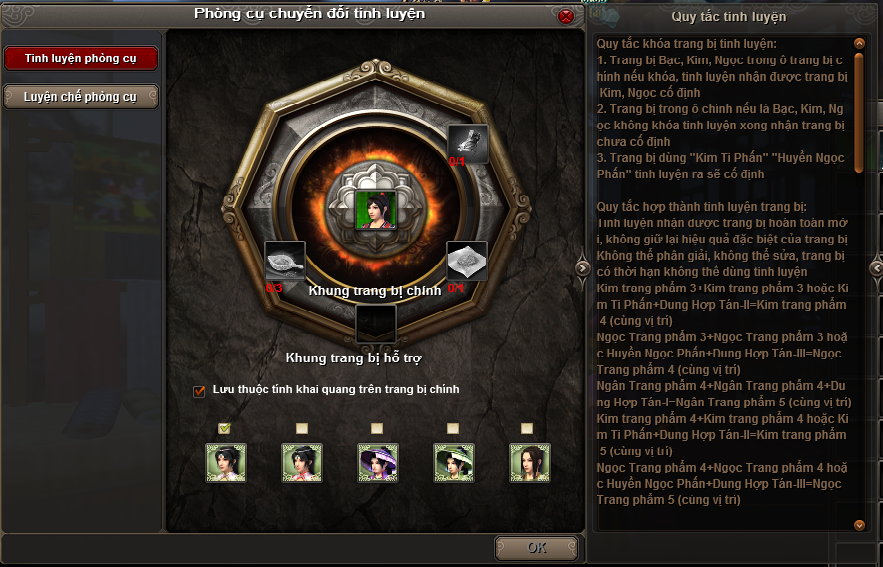 Phòng cụ chuyển đổi tinh luyện
Tinh luyện phòng cụ
Luyện chế phòng cụ
0/1
0/3
0/1
Khung trang bị chính
Khung trang bị hỗ trợ
Lưu thuộc tính khai quang trên trang bị chính
OK
Quy tắc tinh luyện
Quy tắc khóa trang bị tinh luyện:
1. Trang bị Bạc, Kim, Ngọc trong ô trang bị c
hính nếu khóa, tinh luyện nhận được trang bị
Kim, Ngọc cố định
2. Trang bị trong ô chính nếu là Bạc, Kim, Ng
ọc không khóa tinh luyện xong nhận trang bị
chưa cố định
3. Trang bị dùng "Kim Ti Phấn" "Huyền Ngọc
Phấn" tinh luyện ra sẽ cố định
Quy tắc hợp thành tinh luyện trang bị:
Tinh luyện nhận được trang bị hoàn toàn mớ
i, không giữ lại hiệu quả đặc biệt của trang bị
Không thể phân giải, không thể sửa, trang bị
có thời hạn không thể dùng tinh luyện
Kim trang phẩm 3+Kim trang phẩm 3 hoặc Ki
m Ti Phấn+Dung Hợp Tán-II=Kim trang phẩm
4 (cùng vị trí)
Ngọc Trang phẩm 3+Ngọc Trang phẩm 3 hoặ
c Huyền Ngọc Phấn+Dung Hợp Tán-III=Ngọc
Trang phẩm 4 (cùng vị trí)
Ngân Trang phẩm 4+Ngân Trang phẩm 4+Du
ng Hợp Tán-I=Ngân Trang phẩm 5 (cùng vị trí)
Kim trang phẩm 4+Kim trang phẩm 4 hoặc Ki
m Ti Phấn+Dung Hợp Tán-II=Kim trang phẩm
5 (cùng vị trí)
Ngọc Trang phẩm 4+Ngọc Trang phẩm 4 hoặ
c Huyền Ngọc Phấn+Dung Hợp Tán-III=Ngọc
Trang phẩm 5 (cùng vị trí)